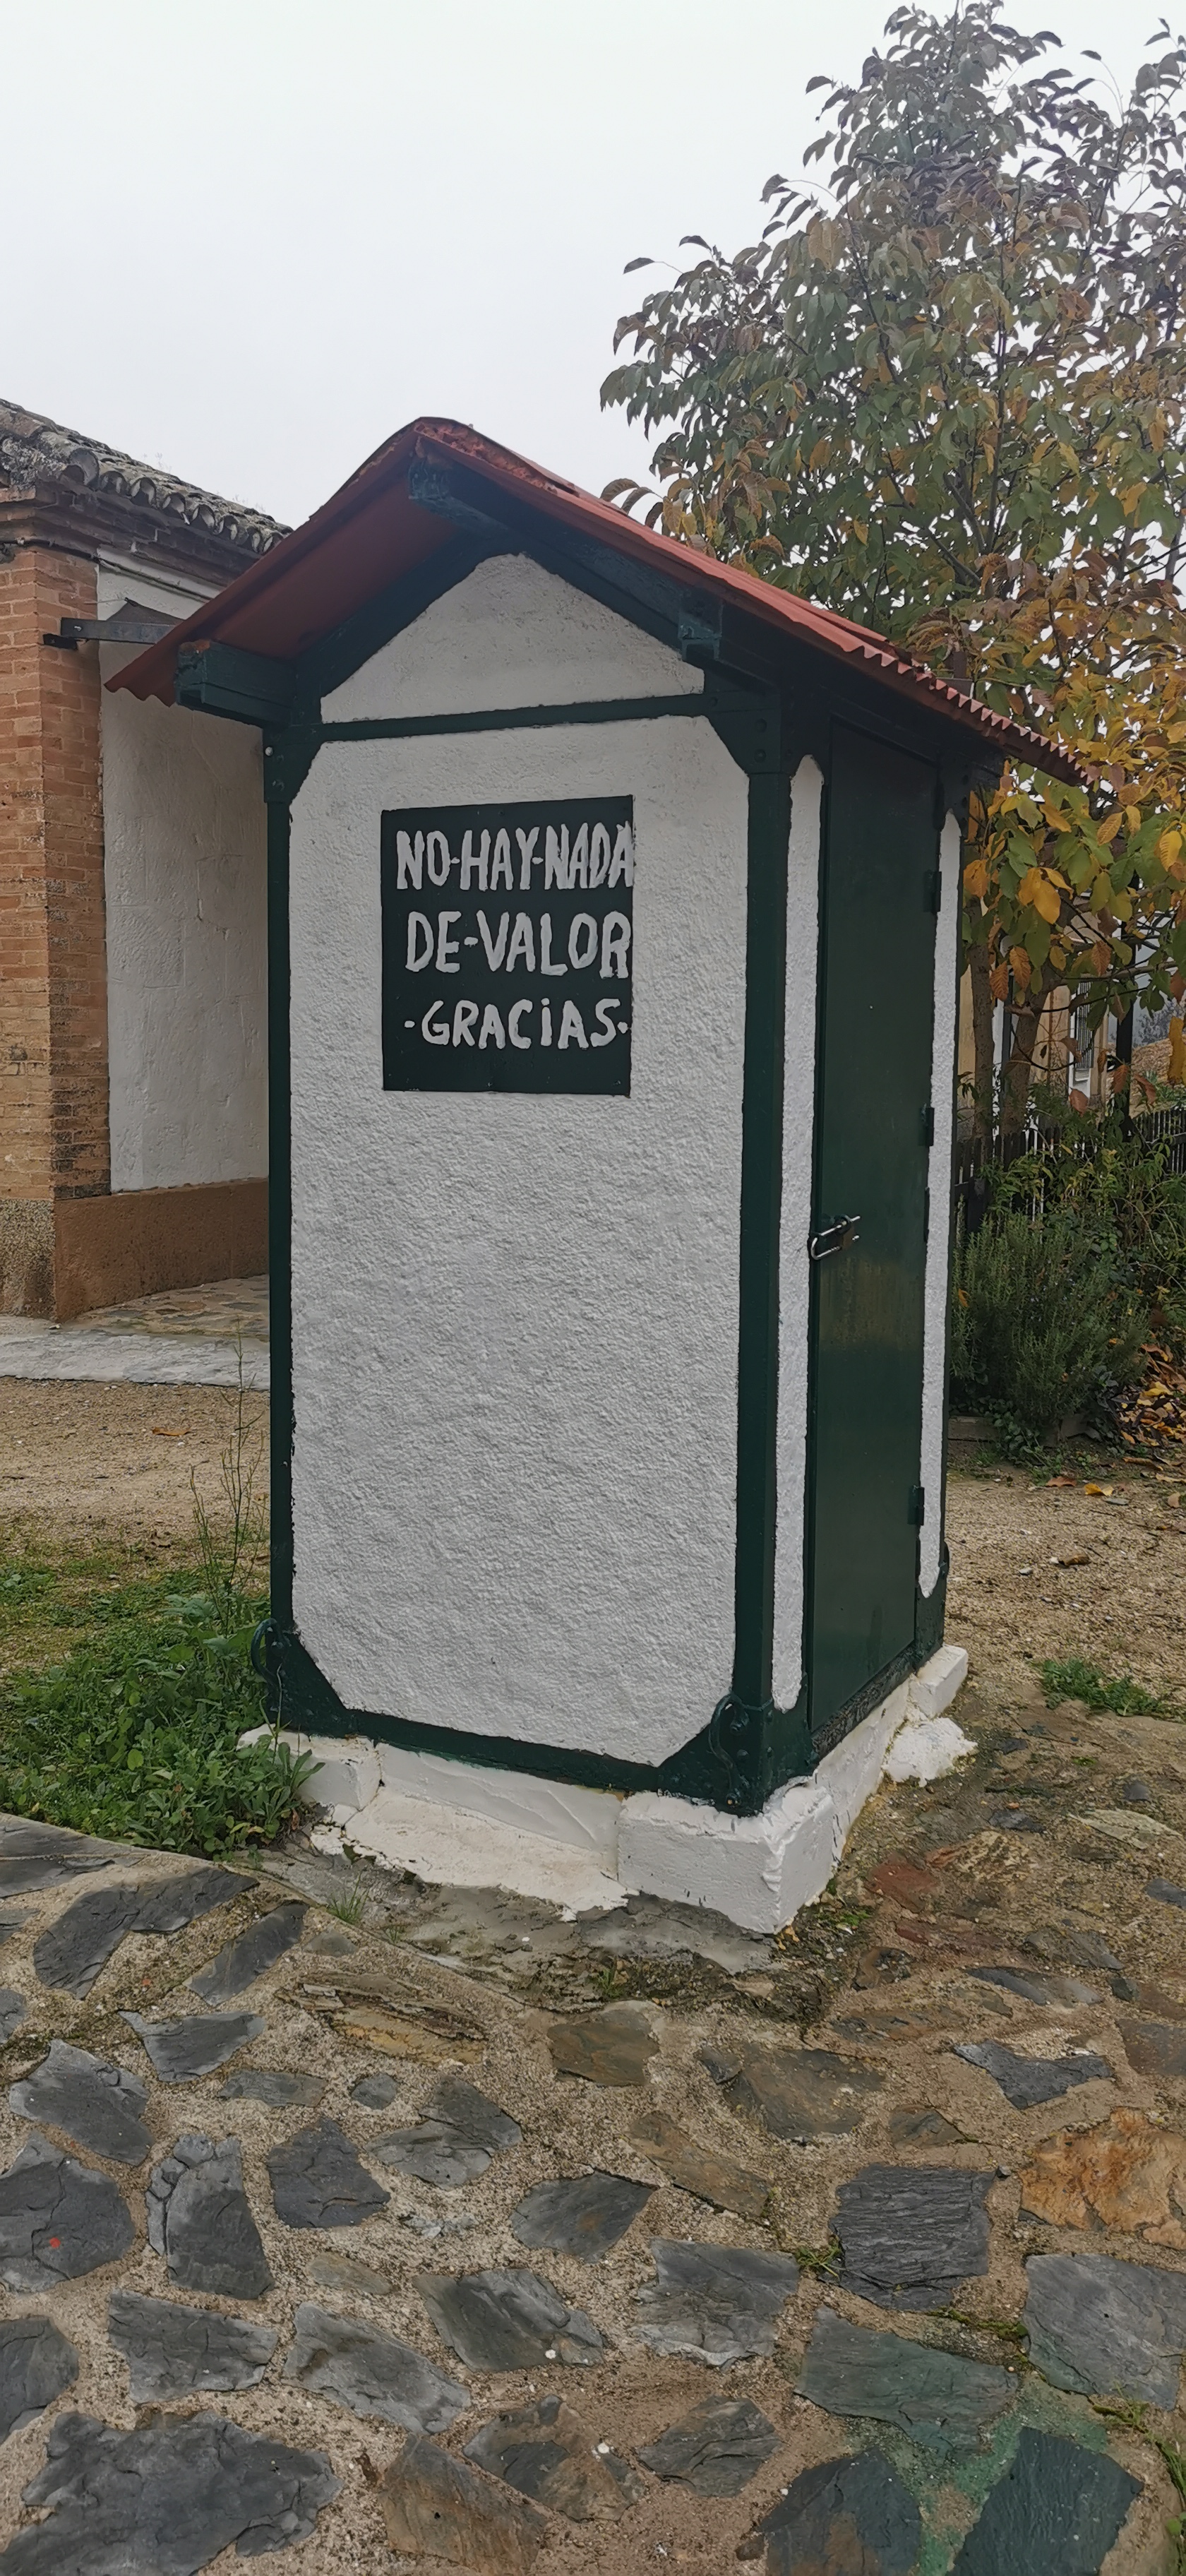 NO-HAY-NADA
DE-VALOR
·GRACiAS·